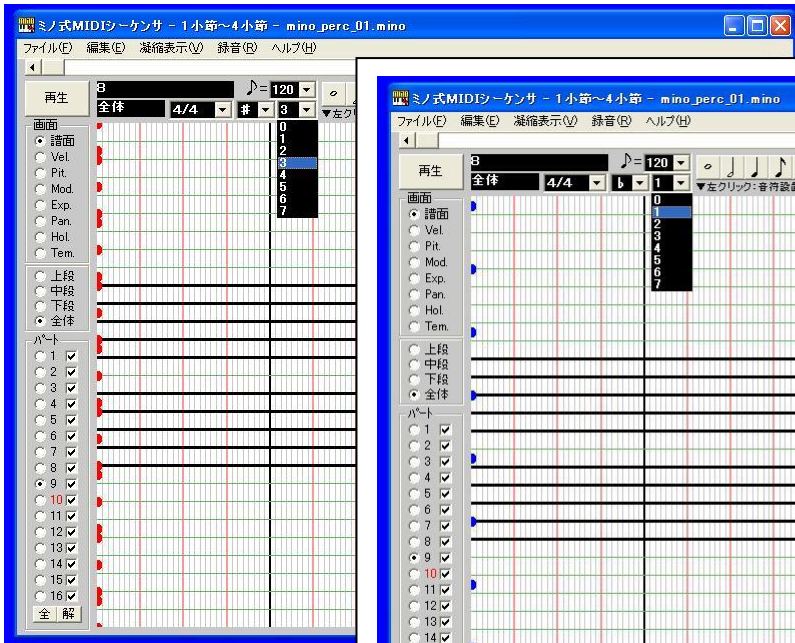 ミノ式MIDIシーケンサ - 1小節～4小節 - mino_perc_01.mino
ファイル(F) 編集(E) 凝縮表示(V) 録音(R) ヘルプ(H)
再生
8
♪= 120
全体
4/4
#
3
0
1
2
3
4
5
6
7
画面
譜面
Vel.
Pit.
Mod.
Exp.
Pan.
Hol.
Tem.
上段
中段
下段
全体
パート
1
2
3
4
5
6
7
8
9
10
11
12
13
14
15
16
全 解
ミノ式MIDIシーケンサ - 1小節～4小節 - mino_perc_01.mino
ファイル(F) 編集(E) 凝縮表示(V) 録音(R) ヘルプ(H)
再生
8
♪= 120
全体
4/4
♭
1
▼左クリック:音符設
0
1
2
3
4
5
6
7
画面
譜面
Vel.
Pit.
Mod.
Exp.
Pan.
Hol.
Tem.
上段
中段
下段
全体
パート
1
2
3
4
5
6
7
8
9
10
11
12
13
14